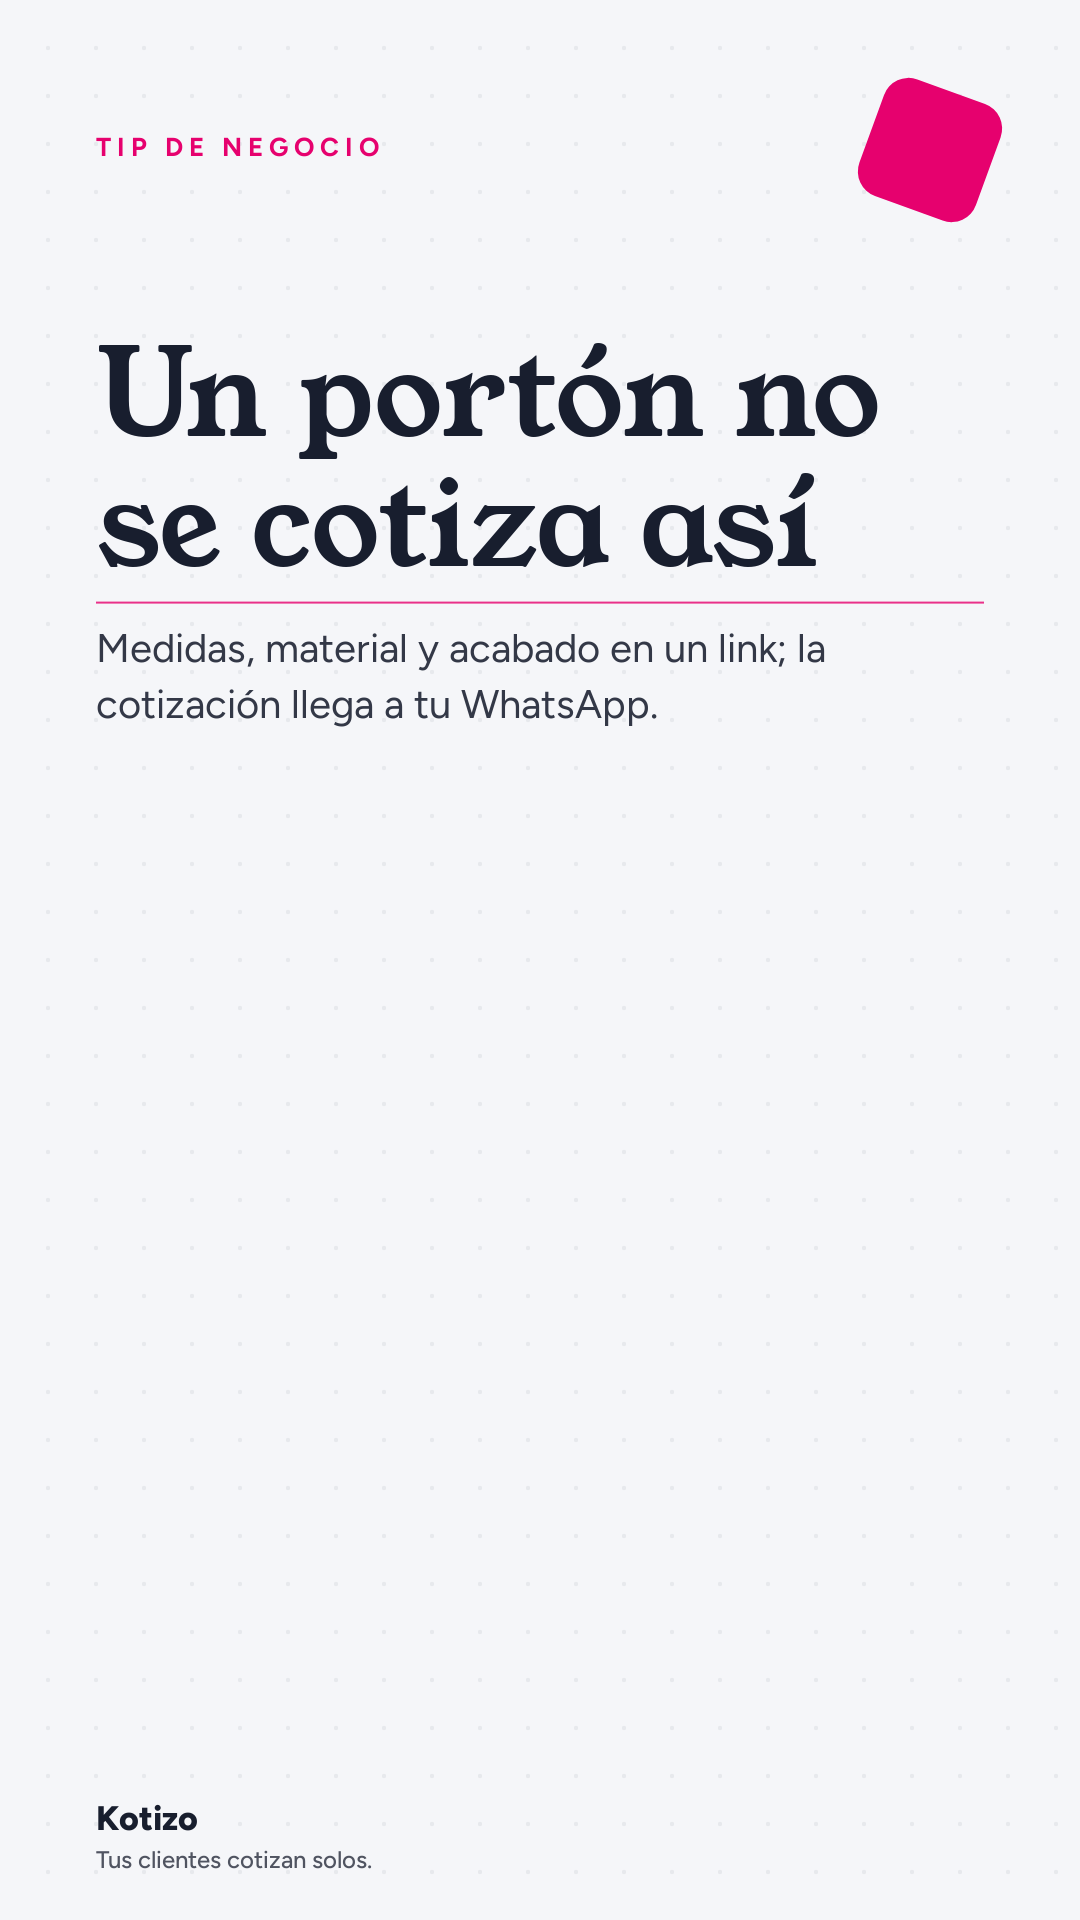 TIP DE NEGOCIO
Un portón no
se cotiza así
Medidas, material y acabado en un link; la
cotización llega a tu WhatsApp.
Kotizo
Tus clientes cotizan solos.